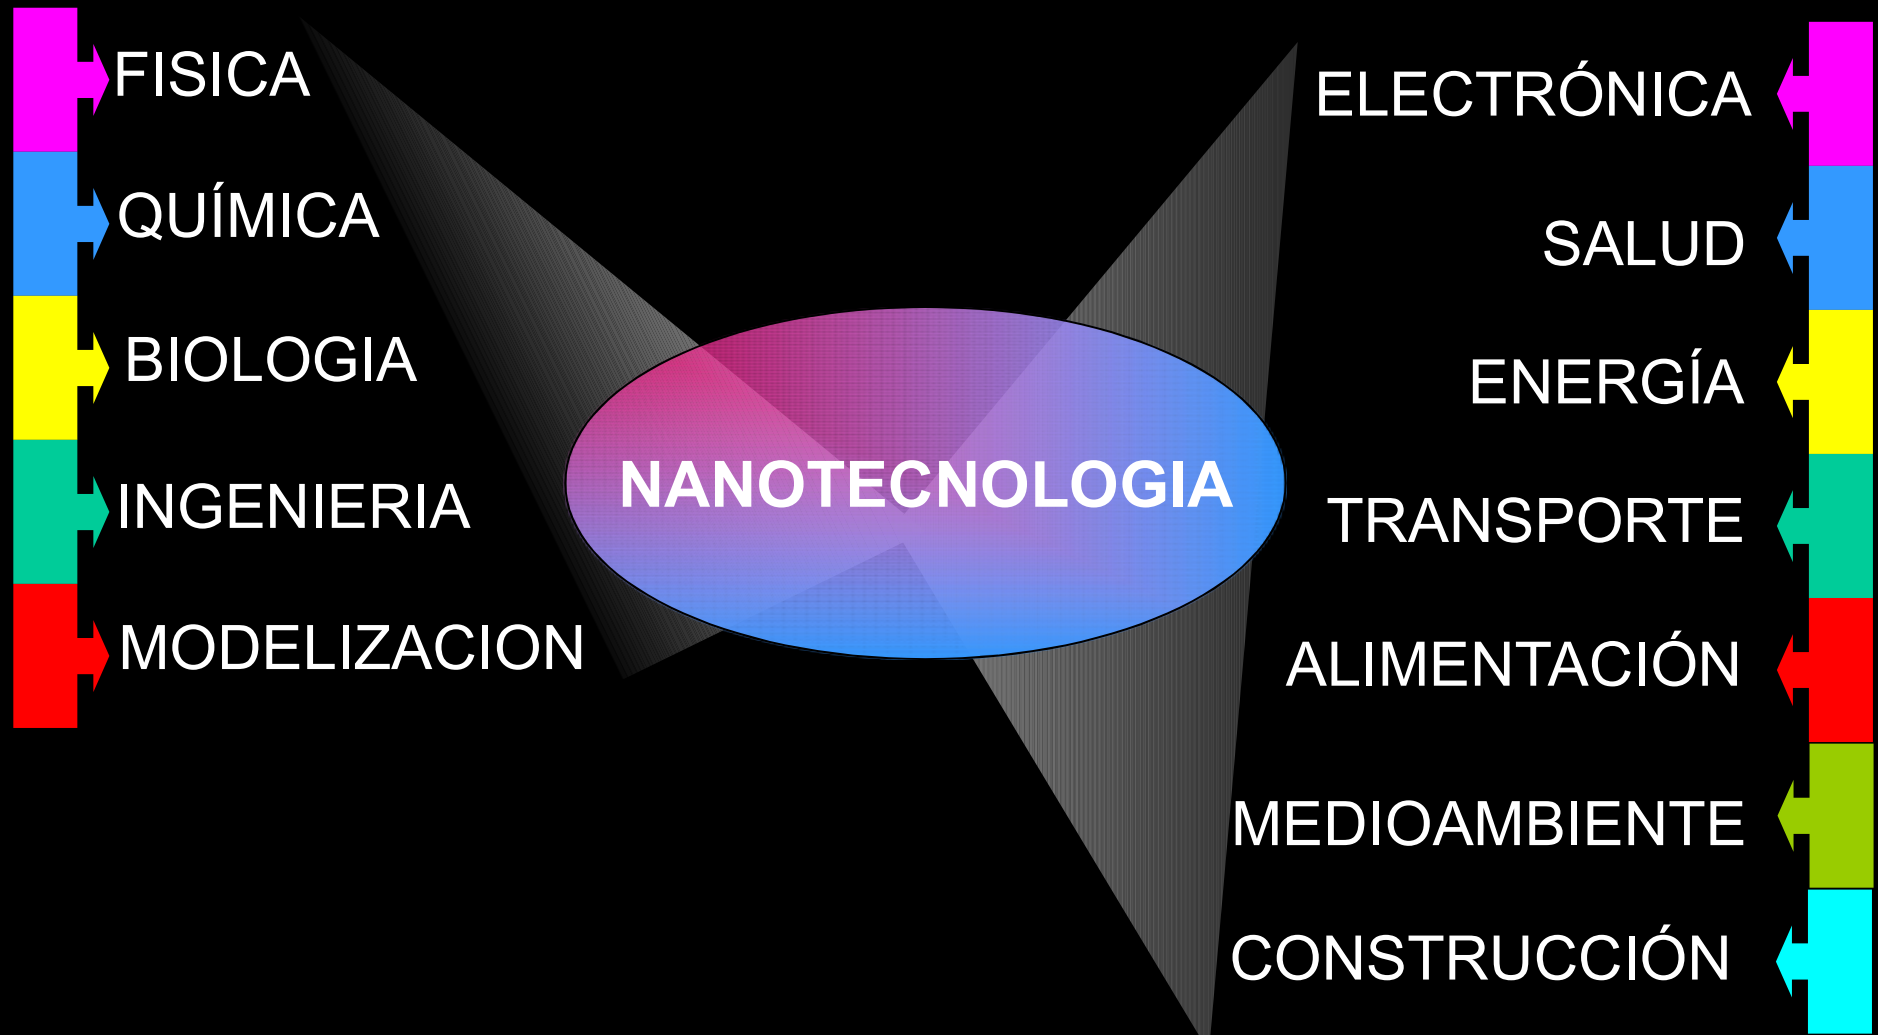 FISICA
QUÍMICA
BIOLOGIA
INGENIERIA
MODELIZACION
NANOTECNOLOGIA
ELECTRÓNICA
SALUD
ENERGÍA
TRANSPORTE
ALIMENTACIÓN
MEDIOAMBIENTE
CONSTRUCCIÓN